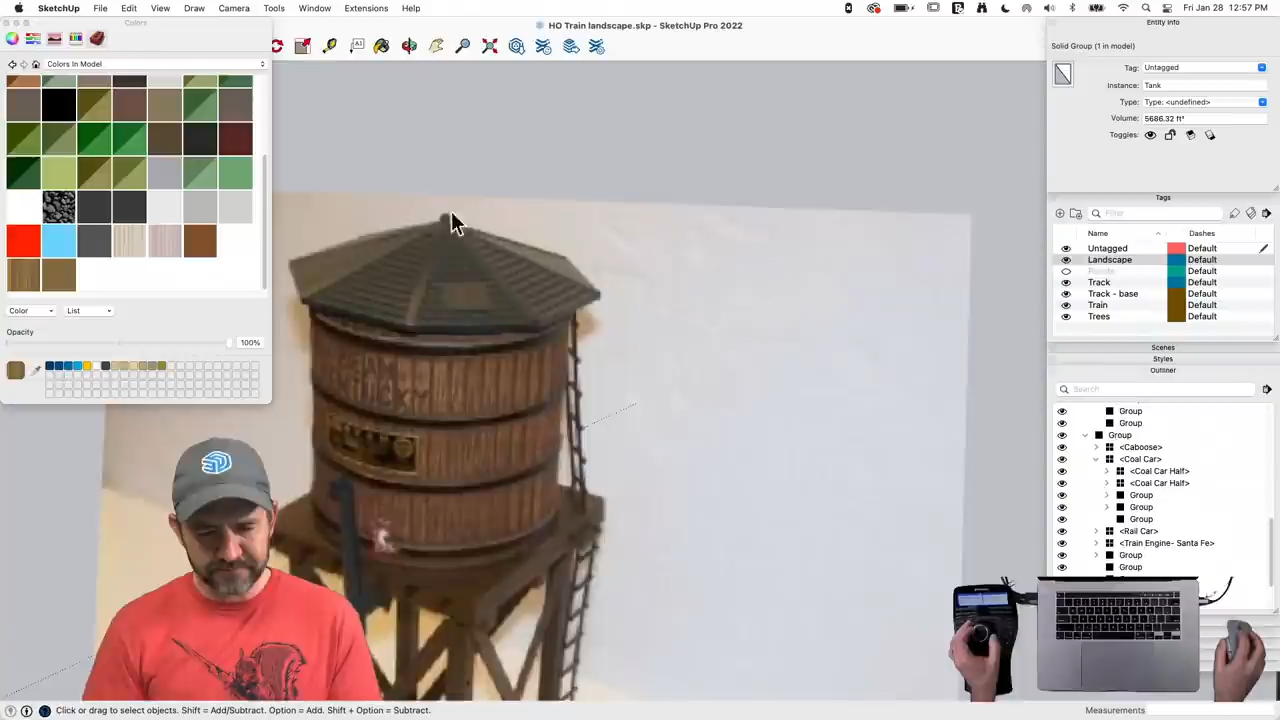 SketchUp File Edit View Draw Camera Tools Window Extensions Help
Fri Jan 28 12:57 PM
Colors
HO Train landscape.skp - SketchUp Pro 2022
Entity Info
Solid Group (1 in model)
Colors In Model
Tag: Untagged
Instance: Tank
Type: Type: <undefined>
Volume: 5686.32 ft³
Toggles:
Tags
Filter
Name Dashes
Untagged Default
Landscape Default
Default
Track Default
Track - base Default
Train Default
Trees Default
Color List
Opacity
100%
Scenes
Styles
Outliner
Search
Group
Group
Group
<Caboose>
<Coal Car>
<Coal Car Half>
<Coal Car Half>
Group
Group
Group
<Rail Car>
<Train Engine- Santa Fe>
Group
Group
Click or drag to select objects. Shift = Add/Subtract. Option = Add. Shift + Option = Subtract.
Measurements